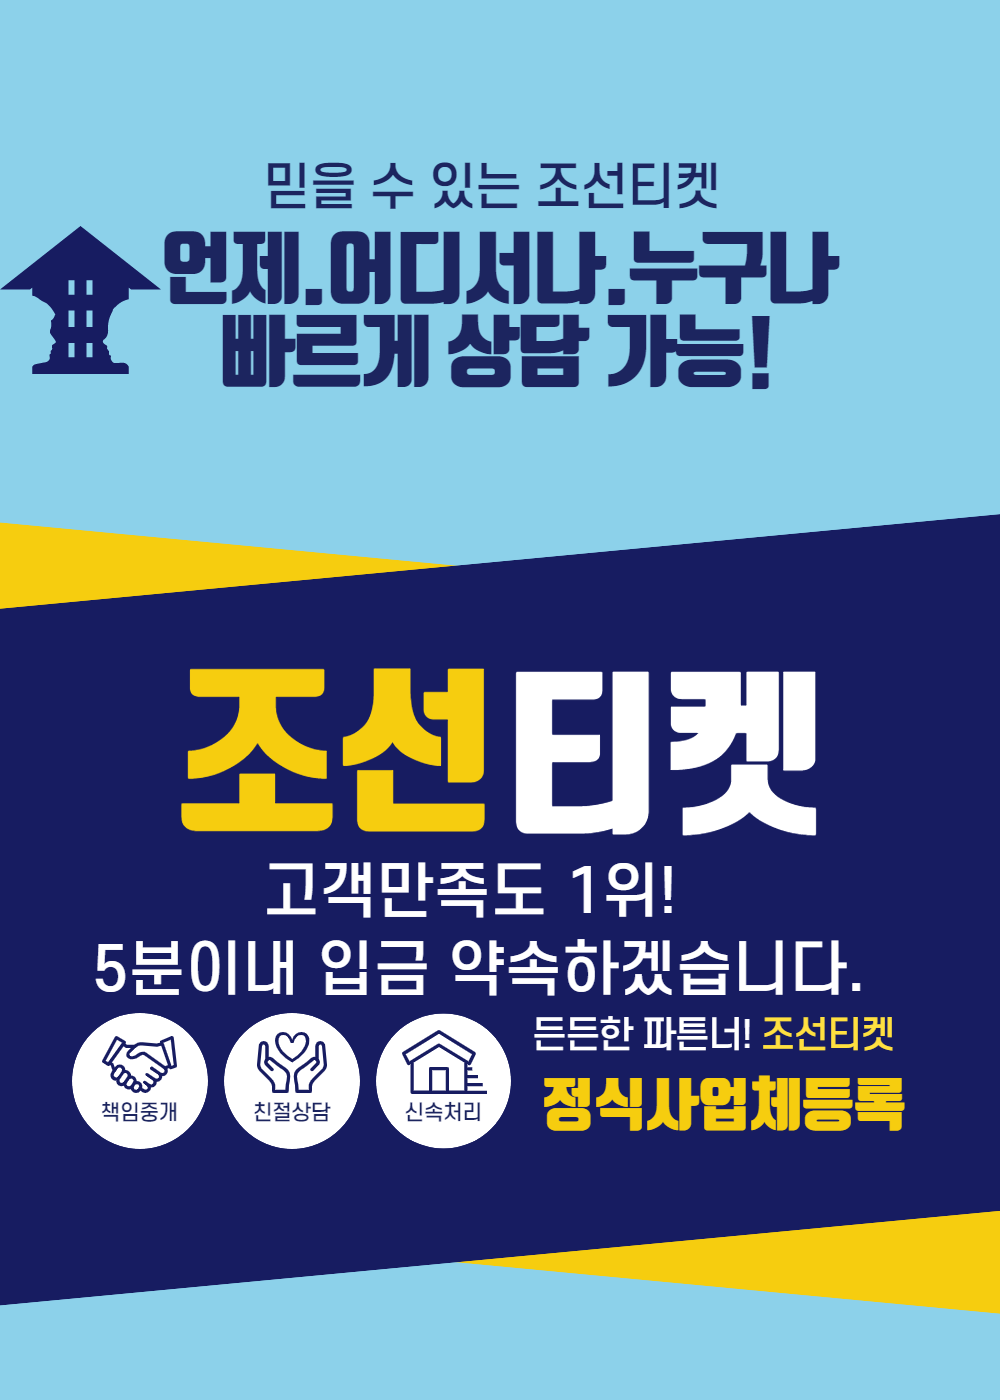 믿을 수 있는 조선티켓
언제.어디서나.누구나
빠르게 상담 가능!
조선티켓
고객만족도 1위!
5분이내 입금 약속하겠습니다.
책임중개
친절상담
신속처리
든든한 파튼너! 조선티켓
정식사업체등록